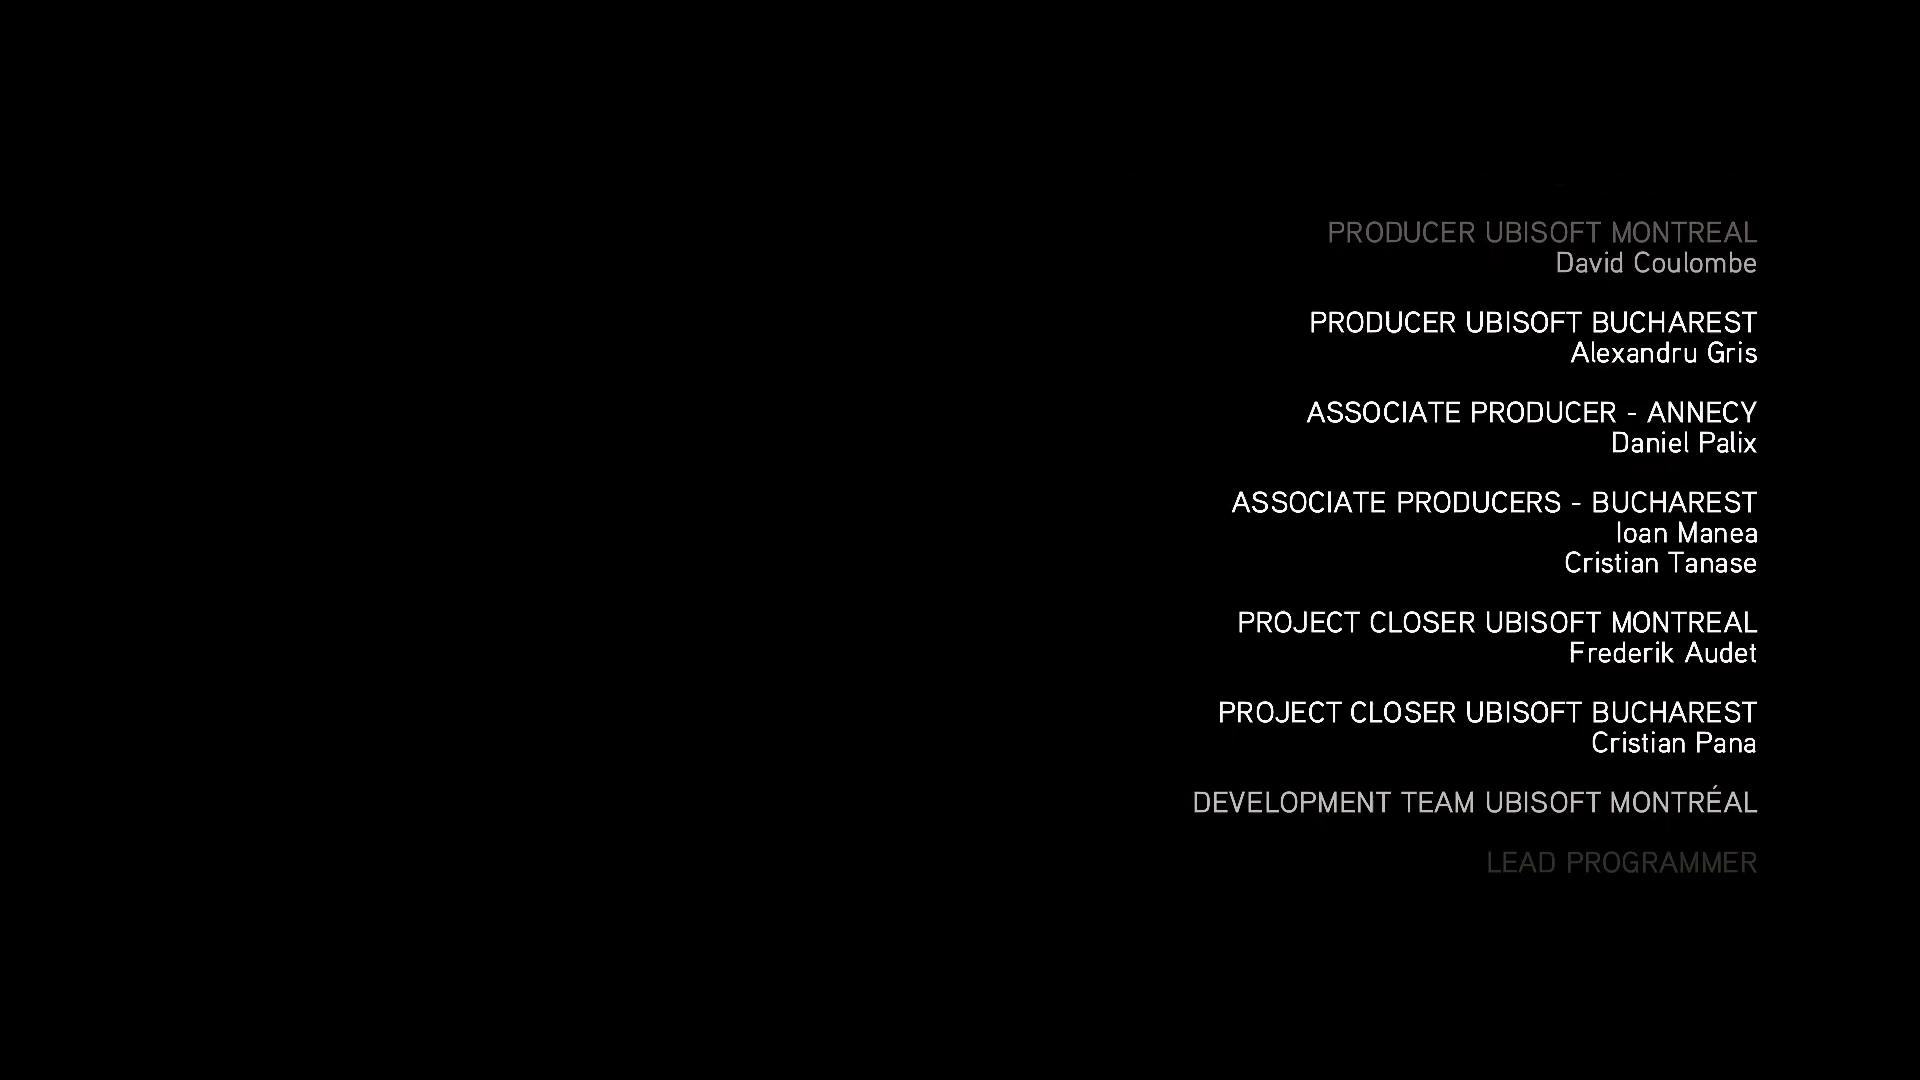 PRODUCER UBISOFT MONTREAL
David Coulombe
PRODUCER UBISOFT BUCHAREST
Alexandru Gris
ASSOCIATE PRODUCER - ANNECY
Daniel Palix
ASSOCIATE PRODUCERS - BUCHAREST
Ioan Manea
Cristian Tanase
PROJECT CLOSER UBISOFT MONTREAL
Frederik Audet
PROJECT CLOSER UBISOFT BUCHAREST
Cristian Pana
DEVELOPMENT TEAM UBISOFT MONTRÉAL
LEAD PROGRAMMER